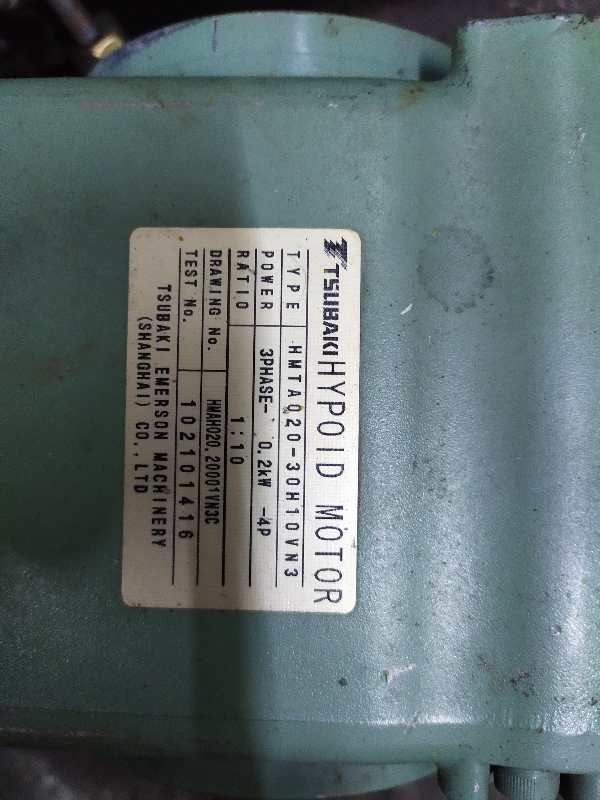 TSUBAKI HYPOID MOTOR
TYPE HMTA020-30H10VN3
POWER 3PHASE- 0.2kW -4P
RATIO 1:10
DRAWING No. HMAH020.20001VN3C
TEST No. 102101416
TSUBAKI EMERSON MACHINERY
(SHANGHAI) CO.,LTD